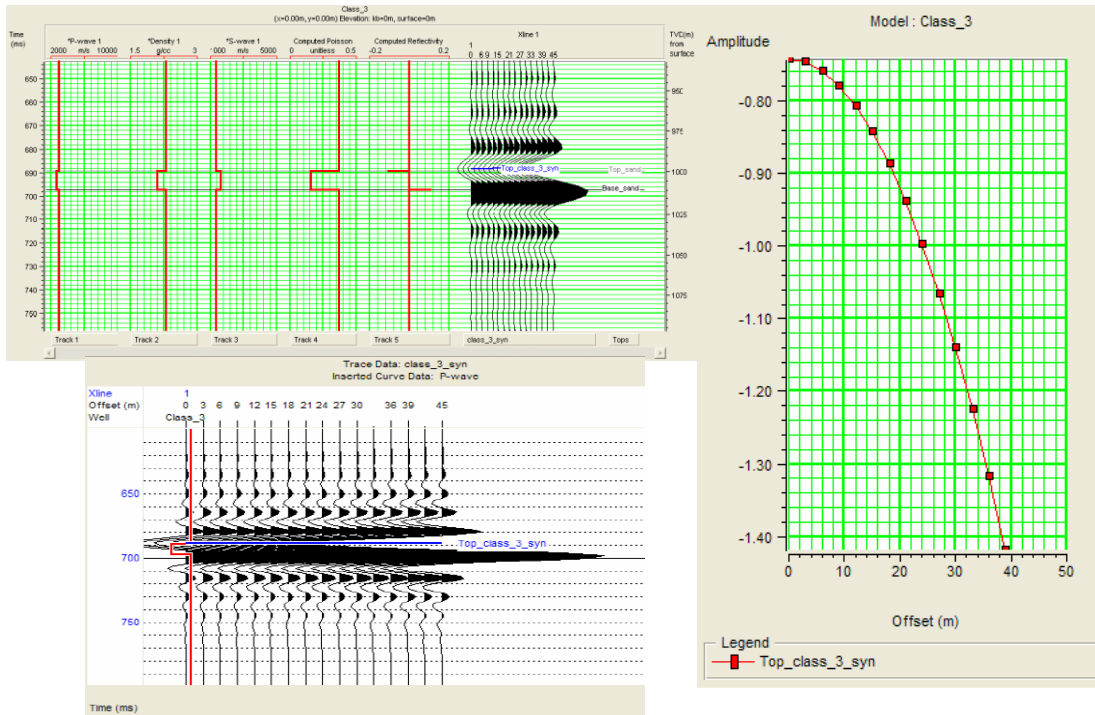 Class_3
(x=0.00m, y=0.00m) Elevation: kb=0m, surface=0m
Time
(ms)
*P-wave 1
2000 m/s 10000
*Density 1
1.5 g/cc 3
*S-wave 1
1000 m/s 5000
Computed Poisson
0 unitless 0.5
Computed Reflectivity
-0.2 0.2
Xline 1
1
0 3 6 9 15 21 27 33 39 45
TVD(m)
from
surface
650
660
670
680
690
700
710
720
730
740
750
950
975
1000
1025
1050
1075
Top_class_3_syn
Top_sand
Base_sand
Track 1 Track 2 Track 3 Track 4 Track 5 class_3_syn Tops
Trace Data: class_3_syn
Inserted Curve Data: P-wave
Xline 1
Offset (m) 0 3 6 9 12 15 18 21 24 27 30 36 39 45
Well Class_3
650
700
750
Top_class_3_syn
Time (ms)
Model : Class_3
Amplitude
-0.80
-0.90
-1.00
-1.10
-1.20
-1.30
-1.40
0 10 20 30 40 50
Offset (m)
Legend
Top_class_3_syn